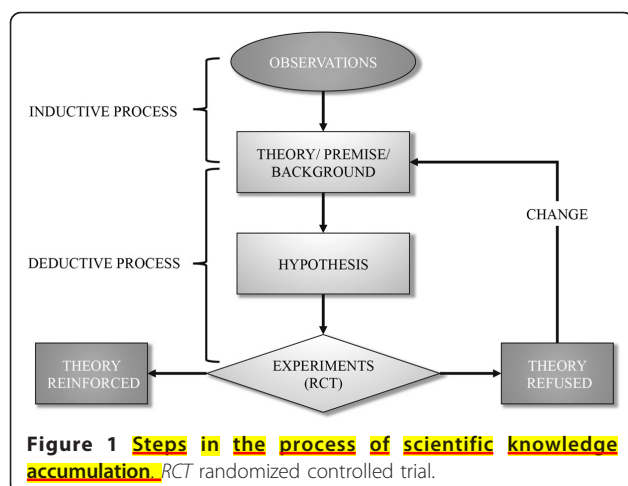 OBSERVATIONS
INDUCTIVE PROCESS
THEORY/ PREMISE/
BACKGROUND
CHANGE
DEDUCTIVE PROCESS
HYPOTHESIS
THEORY
REINFORCED
EXPERIMENTS
(RCT)
THEORY
REFUSED
Figure 1 Steps in the process of scientific knowledge
accumulation. RCT randomized controlled trial.